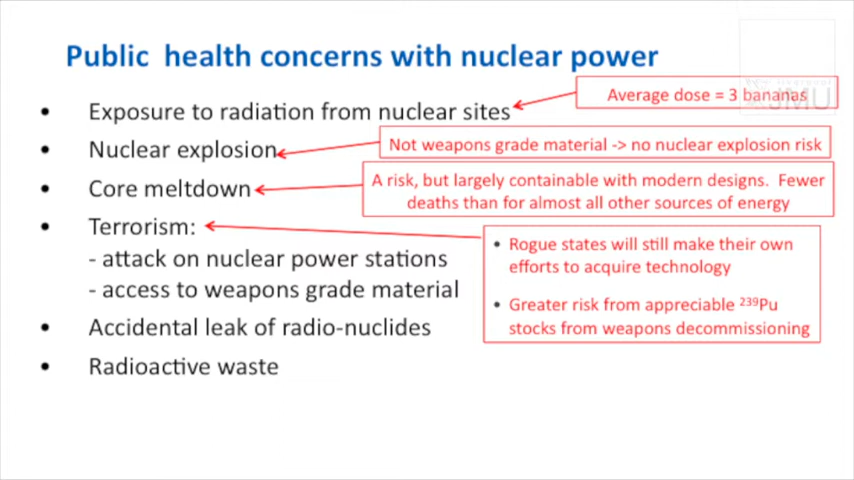 Public health concerns with nuclear power
• Exposure to radiation from nuclear sites
Average dose = 3 bananas
• Nuclear explosion
Not weapons grade material -> no nuclear explosion risk
• Core meltdown
A risk, but largely containable with modern designs. Fewer
deaths than for almost all other sources of energy
• Terrorism:
- attack on nuclear power stations
- access to weapons grade material
• Rogue states will still make their own
efforts to acquire technology
• Greater risk from appreciable ²³⁹Pu
stocks from weapons decommissioning
• Accidental leak of radio-nuclides
• Radioactive waste
JMU